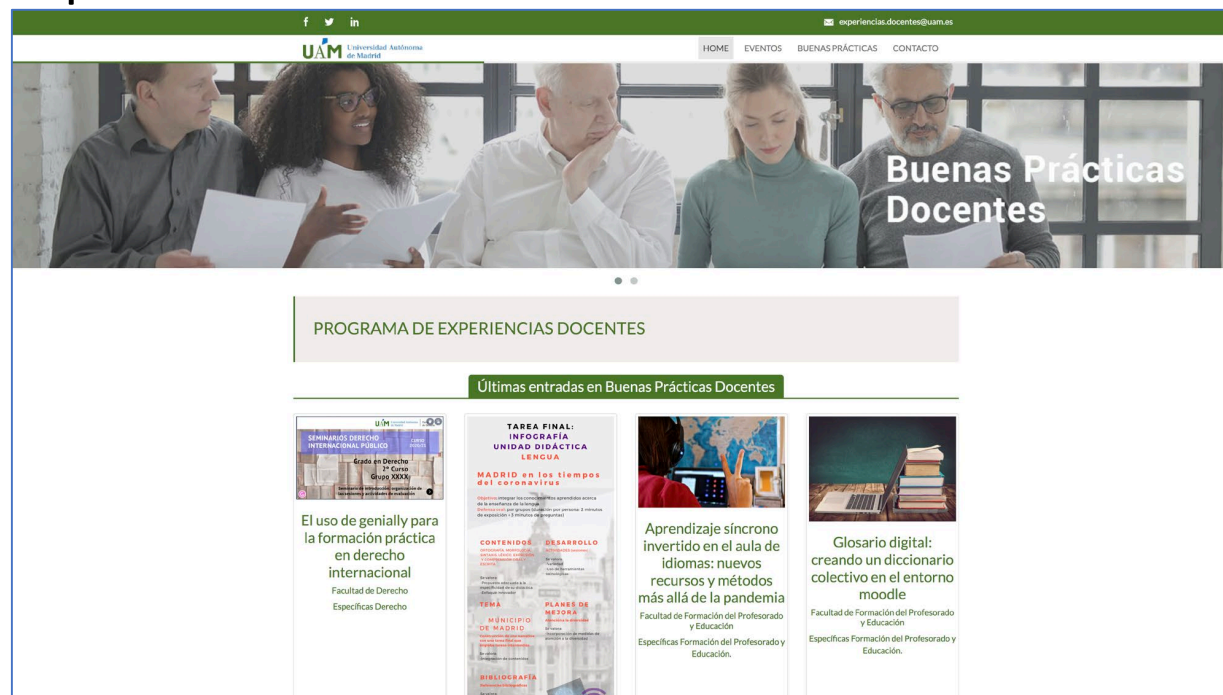 experiencias.docentes@uam.es
UAM Universidad Autónoma
de Madrid
HOME EVENTOS BUENAS PRÁCTICAS CONTACTO
Buenas Prácticas
Docentes
PROGRAMA DE EXPERIENCIAS DOCENTES
Últimas entradas en Buenas Prácticas Docentes
SEMINARIOS DERECHO
INTERNACIONAL PÚBLICO
CURSO
Grado en Derecho
2º Curso
Grupo XXXX
El uso de genially para
la formación práctica
en derecho
internacional
Facultad de Derecho
Específicas Derecho
TAREA FINAL:
INFOGRAFÍA
UNIDAD DIDÁCTICA
LENGUA
MADRID en los tiempos
del coronavirus
CONTENIDOS
DESARROLLO
TEMA
MUNICIPIO
DE MADRID
PLANES DE
MEJORA
BIBLIOGRAFÍA
Aprendizaje síncrono
invertido en el aula de
idiomas: nuevos
recursos y métodos
más allá de la pandemia
Facultad de Formación del Profesorado
y Educación
Específicas Formación del Profesorado y
Educación.
Glosario digital:
creando un diccionario
colectivo en el entorno
moodle
Facultad de Formación del Profesorado
y Educación
Específicas Formación del Profesorado y
Educación.